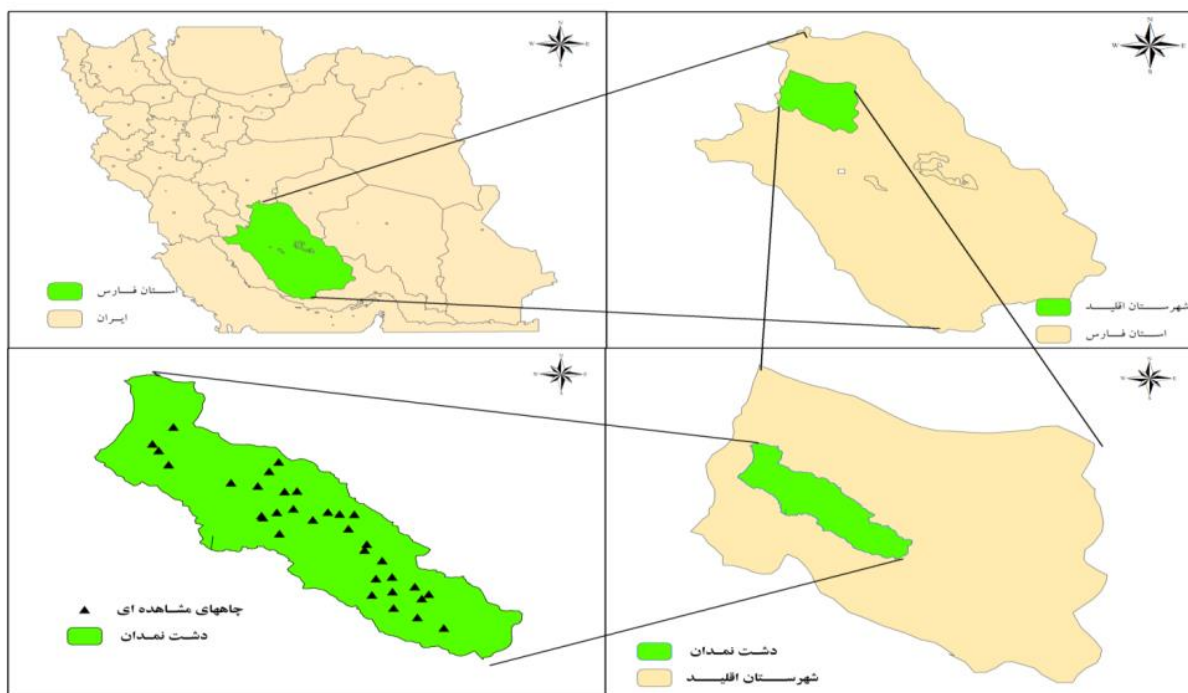 N
W E
S
استان فارس
ایران
N
W E
S
شهرستان اقلید
استان فارس
N
W E
S
چاههای مشاهده ای
دشت نمدان
N
W E
S
دشت نمدان
شهرستان اقلید